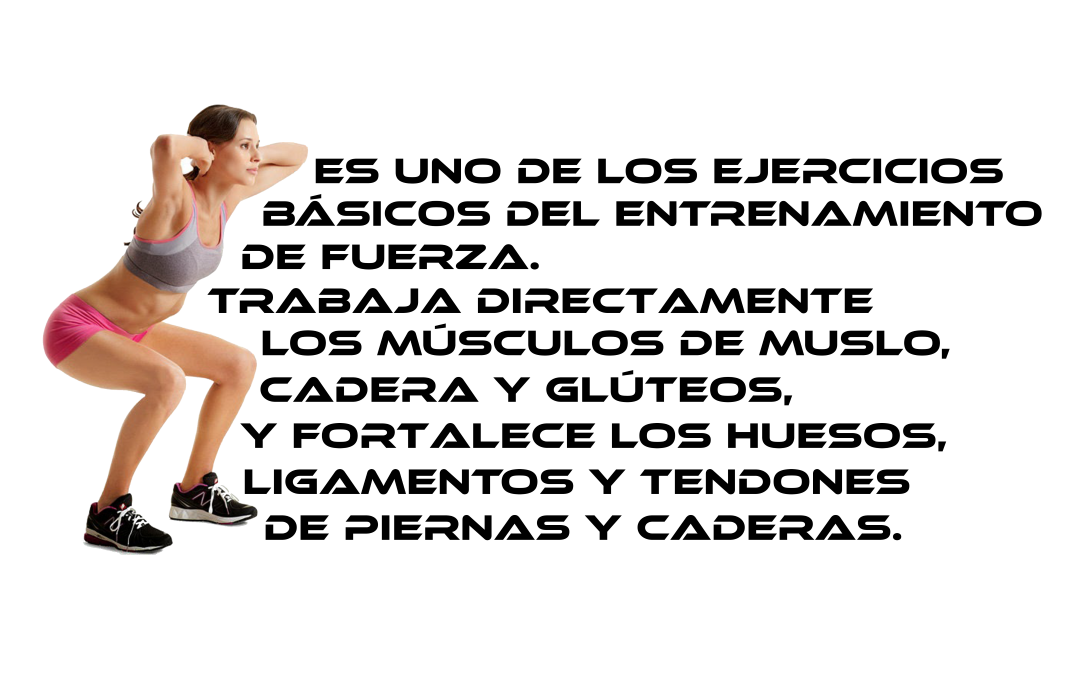 ES UNO DE LOS EJERCICIOS
BÁSICOS DEL ENTRENAMIENTO
DE FUERZA.
TRABAJA DIRECTAMENTE
LOS MÚSCULOS DE MUSLO,
CADERA Y GLÚTEOS,
Y FORTALECE LOS HUESOS,
LIGAMENTOS Y TENDONES
DE PIERNAS Y CADERAS.